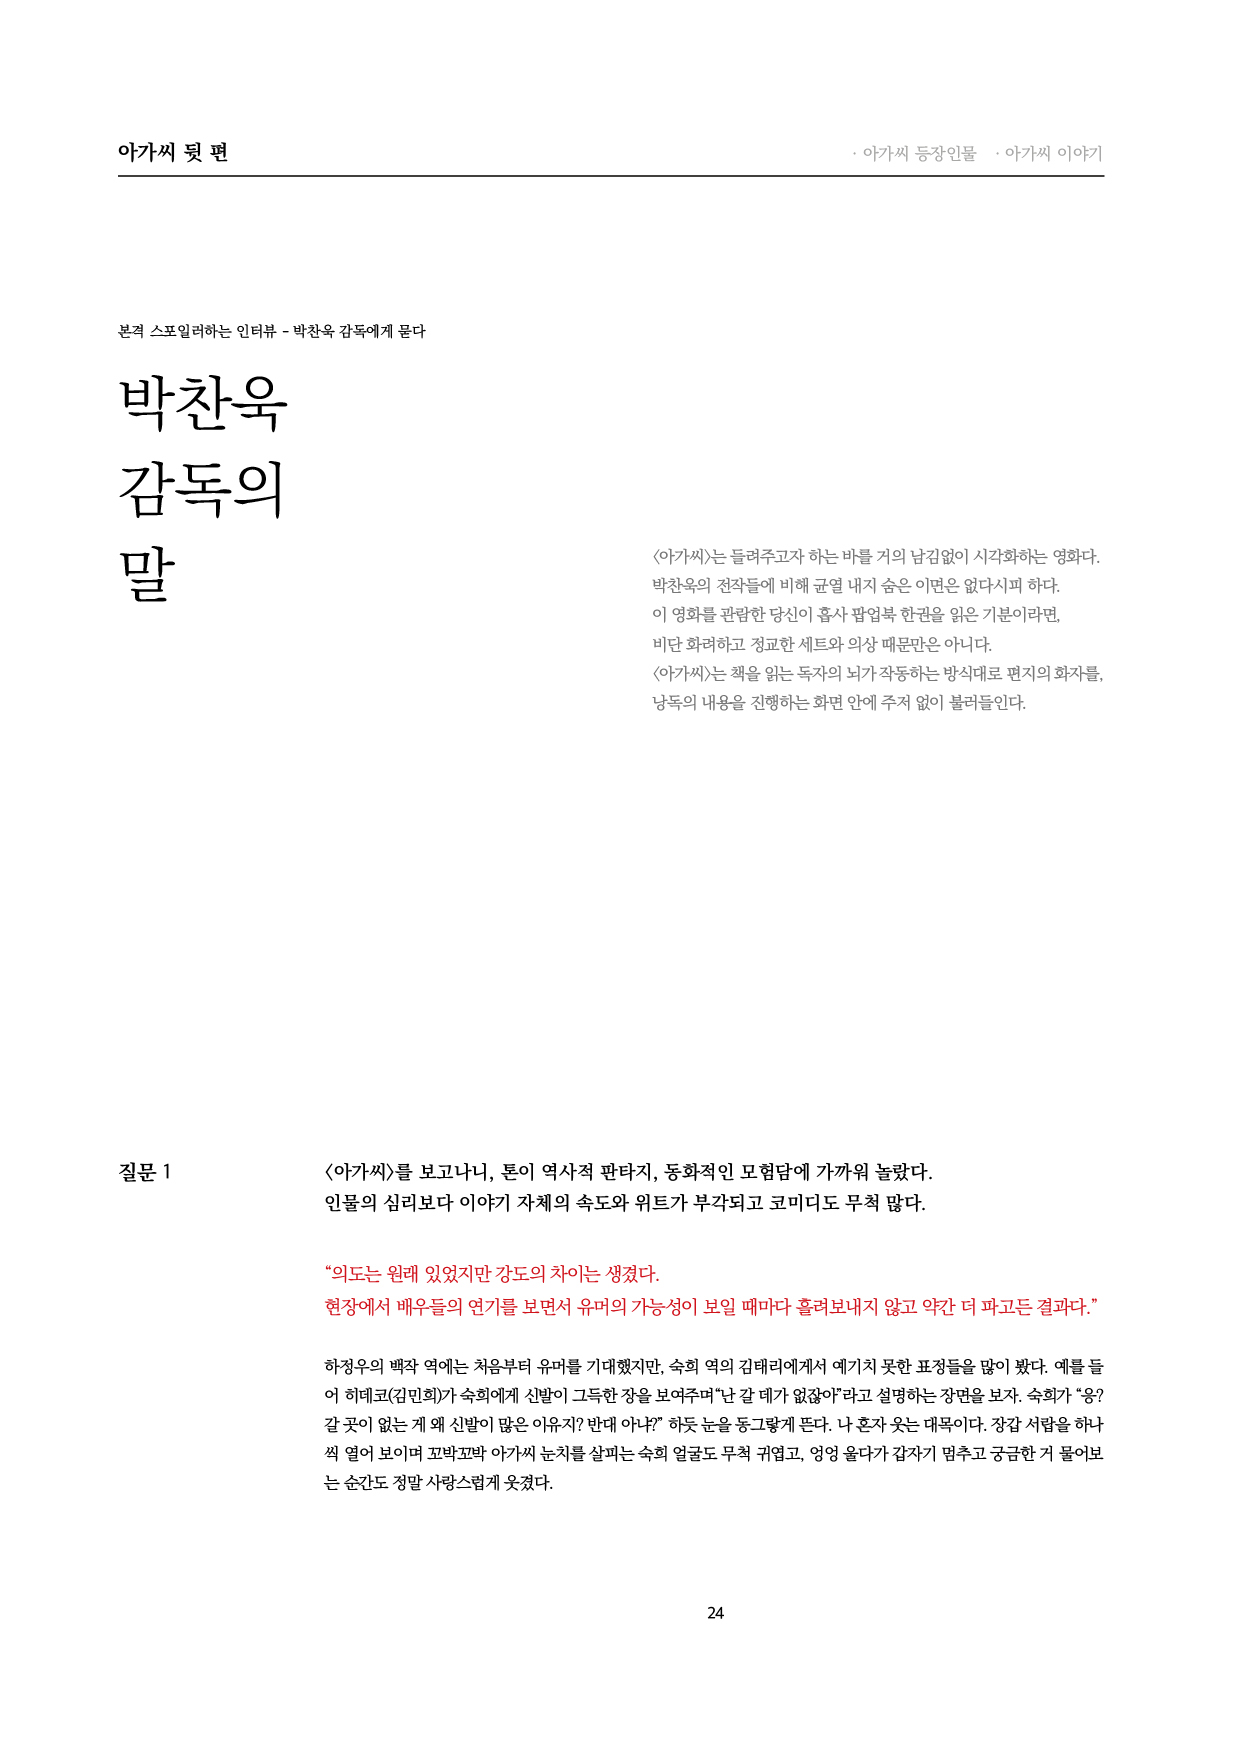 아가씨 뒷 편
· 아가씨 등장인물 · 아가씨 이야기
본격 스포일러하는 인터뷰 - 박찬욱 감독에게 묻다
박찬욱
감독의
말
〈아가씨〉는 들려주고자 하는 바를 거의 남김없이 시각화하는 영화다.
박찬욱의 전작들에 비해 균열 내지 숨은 이면은 없다시피 하다.
이 영화를 관람한 당신이 흡사 팝업북 한권을 읽은 기분이라면,
비단 화려하고 정교한 세트와 의상 때문만은 아니다.
〈아가씨〉는 책을 읽는 독자의 뇌가 작동하는 방식대로 편지의 화자를,
낭독의 내용을 진행하는 화면 안에 주저 없이 불러들인다.
질문 1
〈아가씨〉를 보고나니, 톤이 역사적 판타지, 동화적인 모험담에 가까워 놀랐다.
인물의 심리보다 이야기 자체의 속도와 위트가 부각되고 코미디도 무척 많다.
“의도는 원래 있었지만 강도의 차이는 생겼다.
현장에서 배우들의 연기를 보면서 유머의 가능성이 보일 때마다 흘려보내지 않고 약간 더 파고든 결과다.”
하정우의 백작 역에는 처음부터 유머를 기대했지만, 숙희 역의 김태리에게서 예기치 못한 표정들을 많이 봤다. 예를 들
어 히데코(김민희)가 숙희에게 신발이 그득한 장을 보여주며“난 갈 데가 없잖아”라고 설명하는 장면을 보자. 숙희가 “응?
갈 곳이 없는 게 왜 신발이 많은 이유지? 반대 아냐?” 하듯 눈을 동그랗게 뜬다. 나 혼자 웃는 대목이다. 장갑 서랍을 하나
씩 열어 보이며 꼬박꼬박 아가씨 눈치를 살피는 숙희 얼굴도 무척 귀엽고, 엉엉 울다가 갑자기 멈추고 궁금한 거 물어보
는 순간도 정말 사랑스럽게 웃겼다.
24